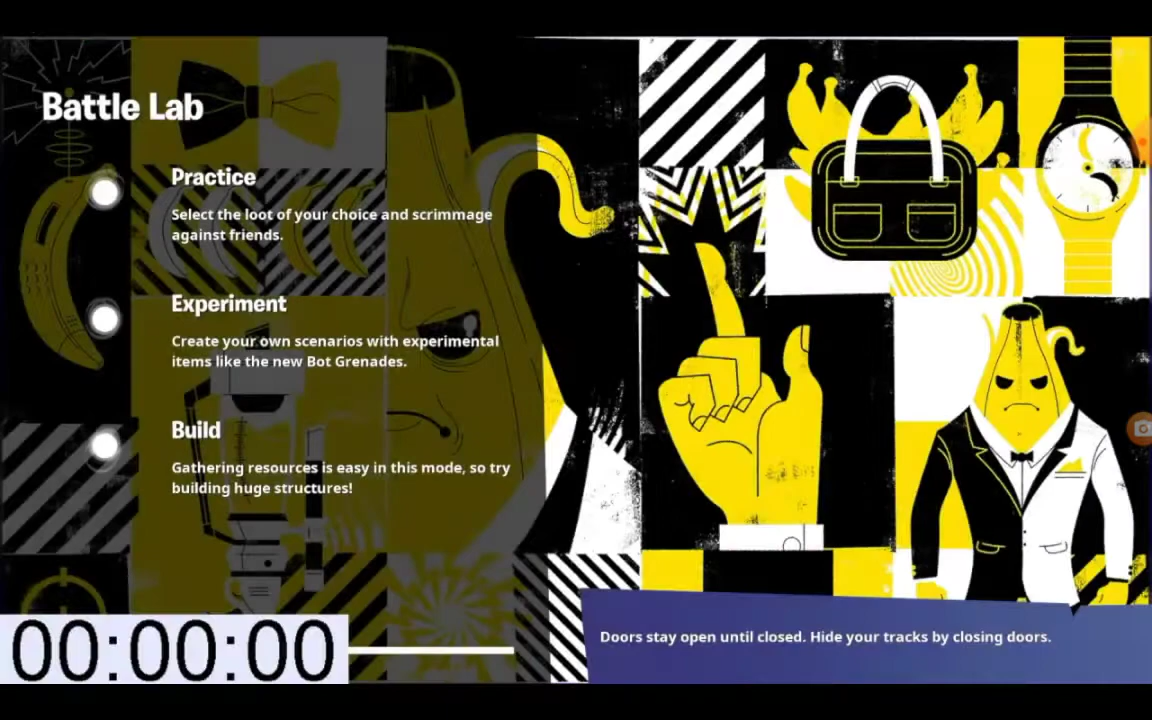 Battle Lab
Practice
Select the loot of your choice and scrimmage
against friends.
Experiment
Create your own scenarios with experimental
items like the new Bot Grenades.
Build
Gathering resources is easy in this mode, so try
building huge structures!
00:00:00
Doors stay open until closed. Hide your tracks by closing doors.